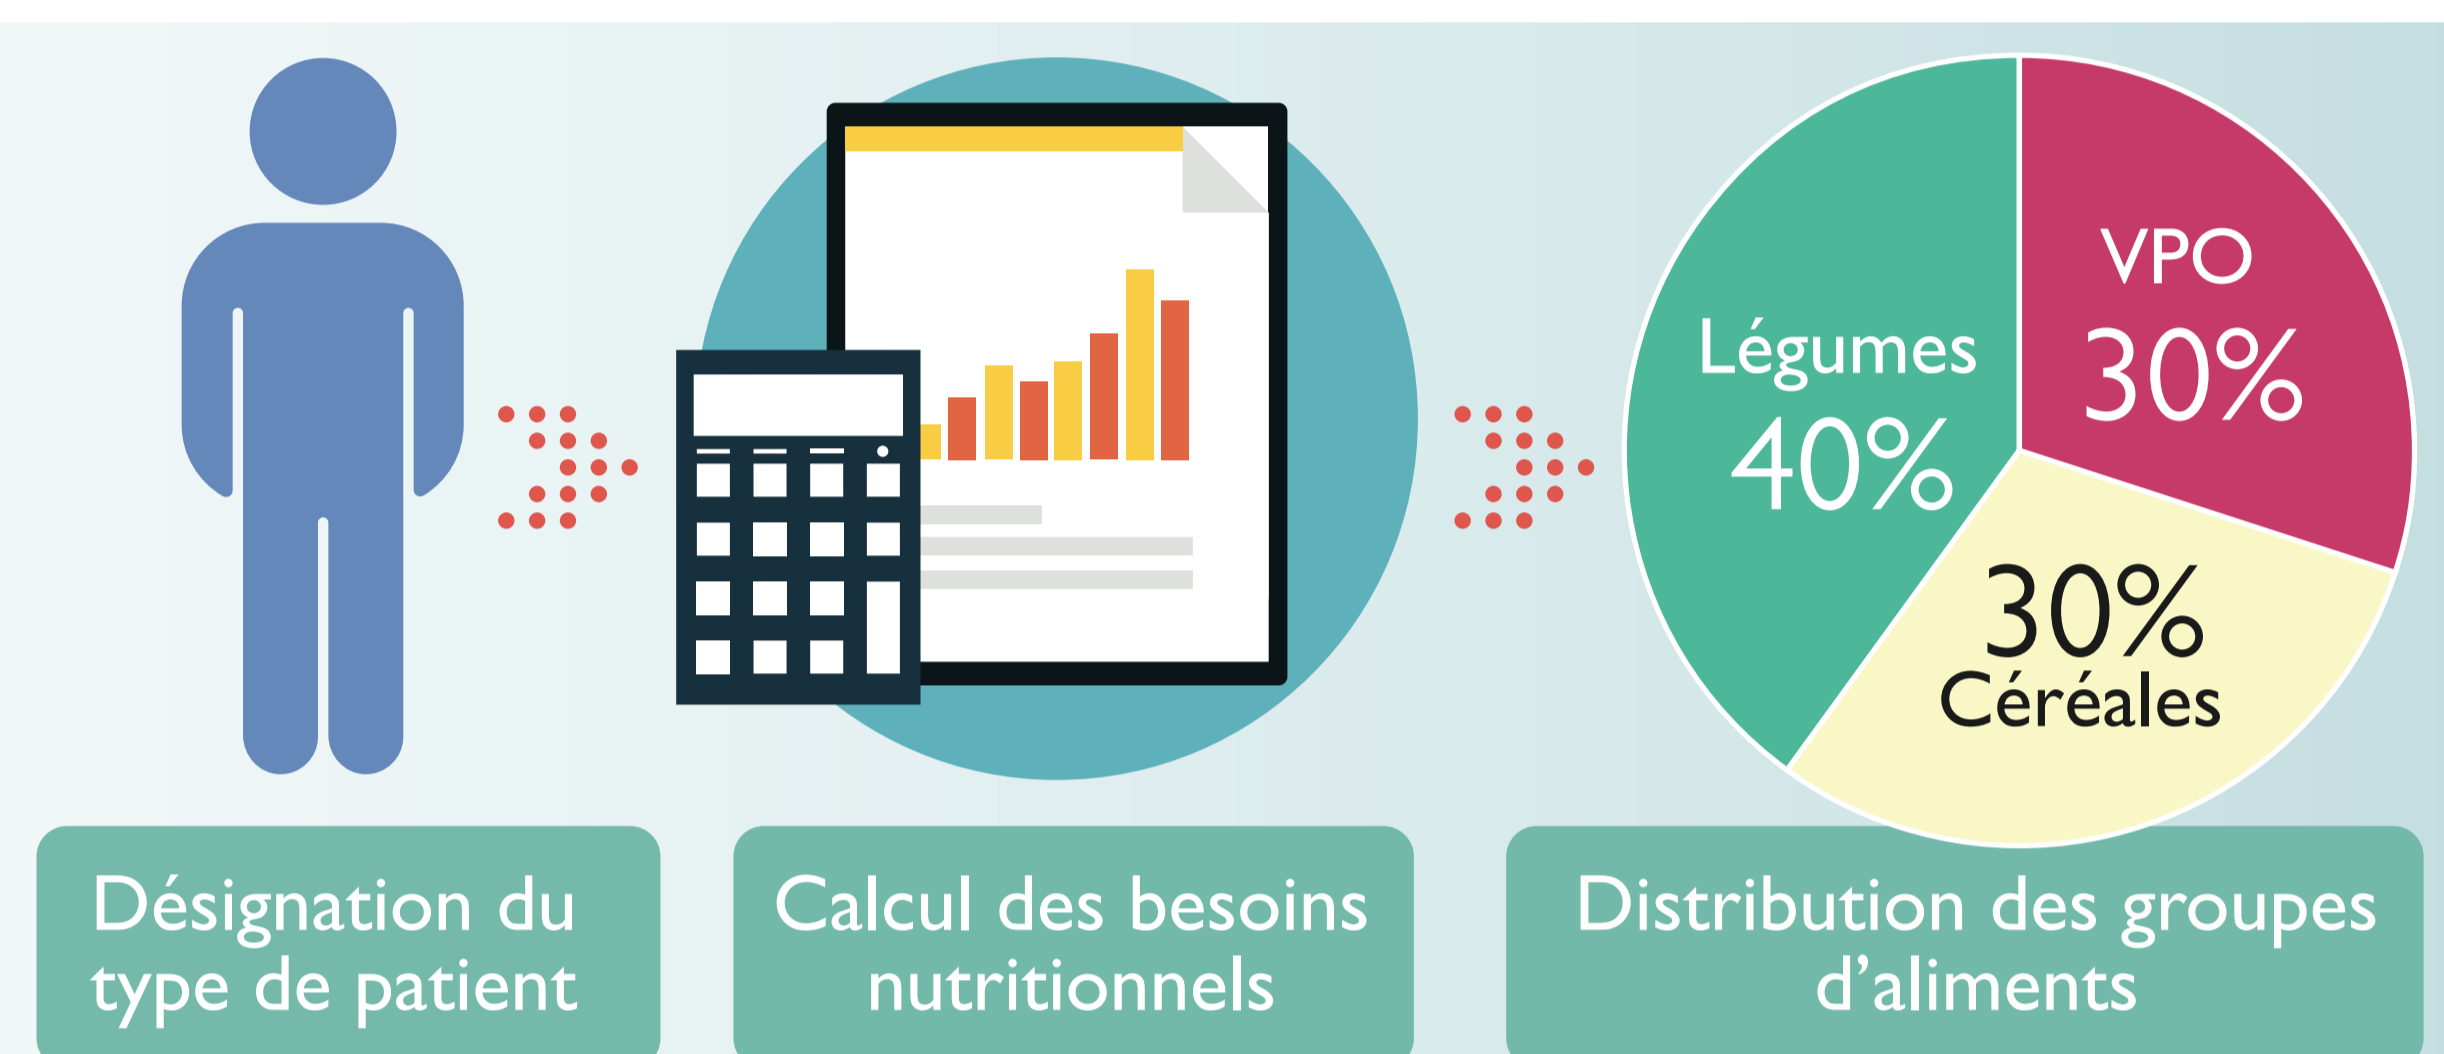 VPO
30%
Légumes
40%
30%
Céréales
Désignation du
type de patient
Calcul des besoins
nutritionnels
Distribution des groupes
d’aliments